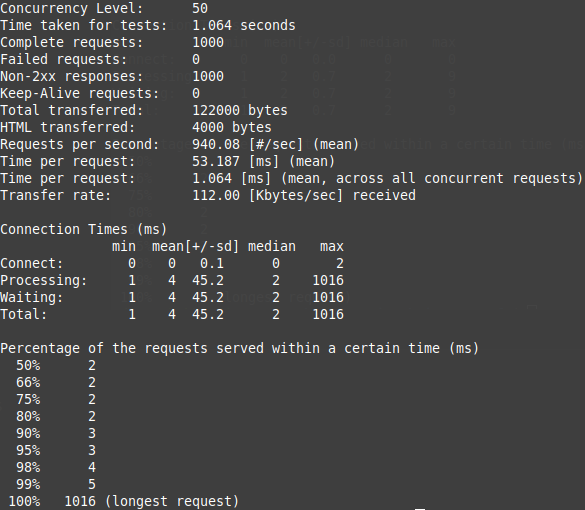 Concurrency Level:      50
Time taken for tests:   1.064 seconds
Complete requests:      1000
Failed requests:        0
Non-2xx responses:      1000
Keep-Alive requests:    0
Total transferred:      122000 bytes
HTML transferred:       4000 bytes
Requests per second:    940.08 [#/sec] (mean)
Time per request:       53.187 [ms] (mean)
Time per request:       1.064 [ms] (mean, across all concurrent requests)
Transfer rate:          112.00 [Kbytes/sec] received

Connection Times (ms)
              min  mean[+/-sd] median   max
Connect:        0    0   0.1      0       2
Processing:     1    4  45.2      2    1016
Waiting:        1    4  45.2      2    1016
Total:          1    4  45.2      2    1016

Percentage of the requests served within a certain time (ms)
  50%      2
  66%      2
  75%      2
  80%      2
  90%      3
  95%      3
  98%      4
  99%      5
 100%   1016 (longest request)